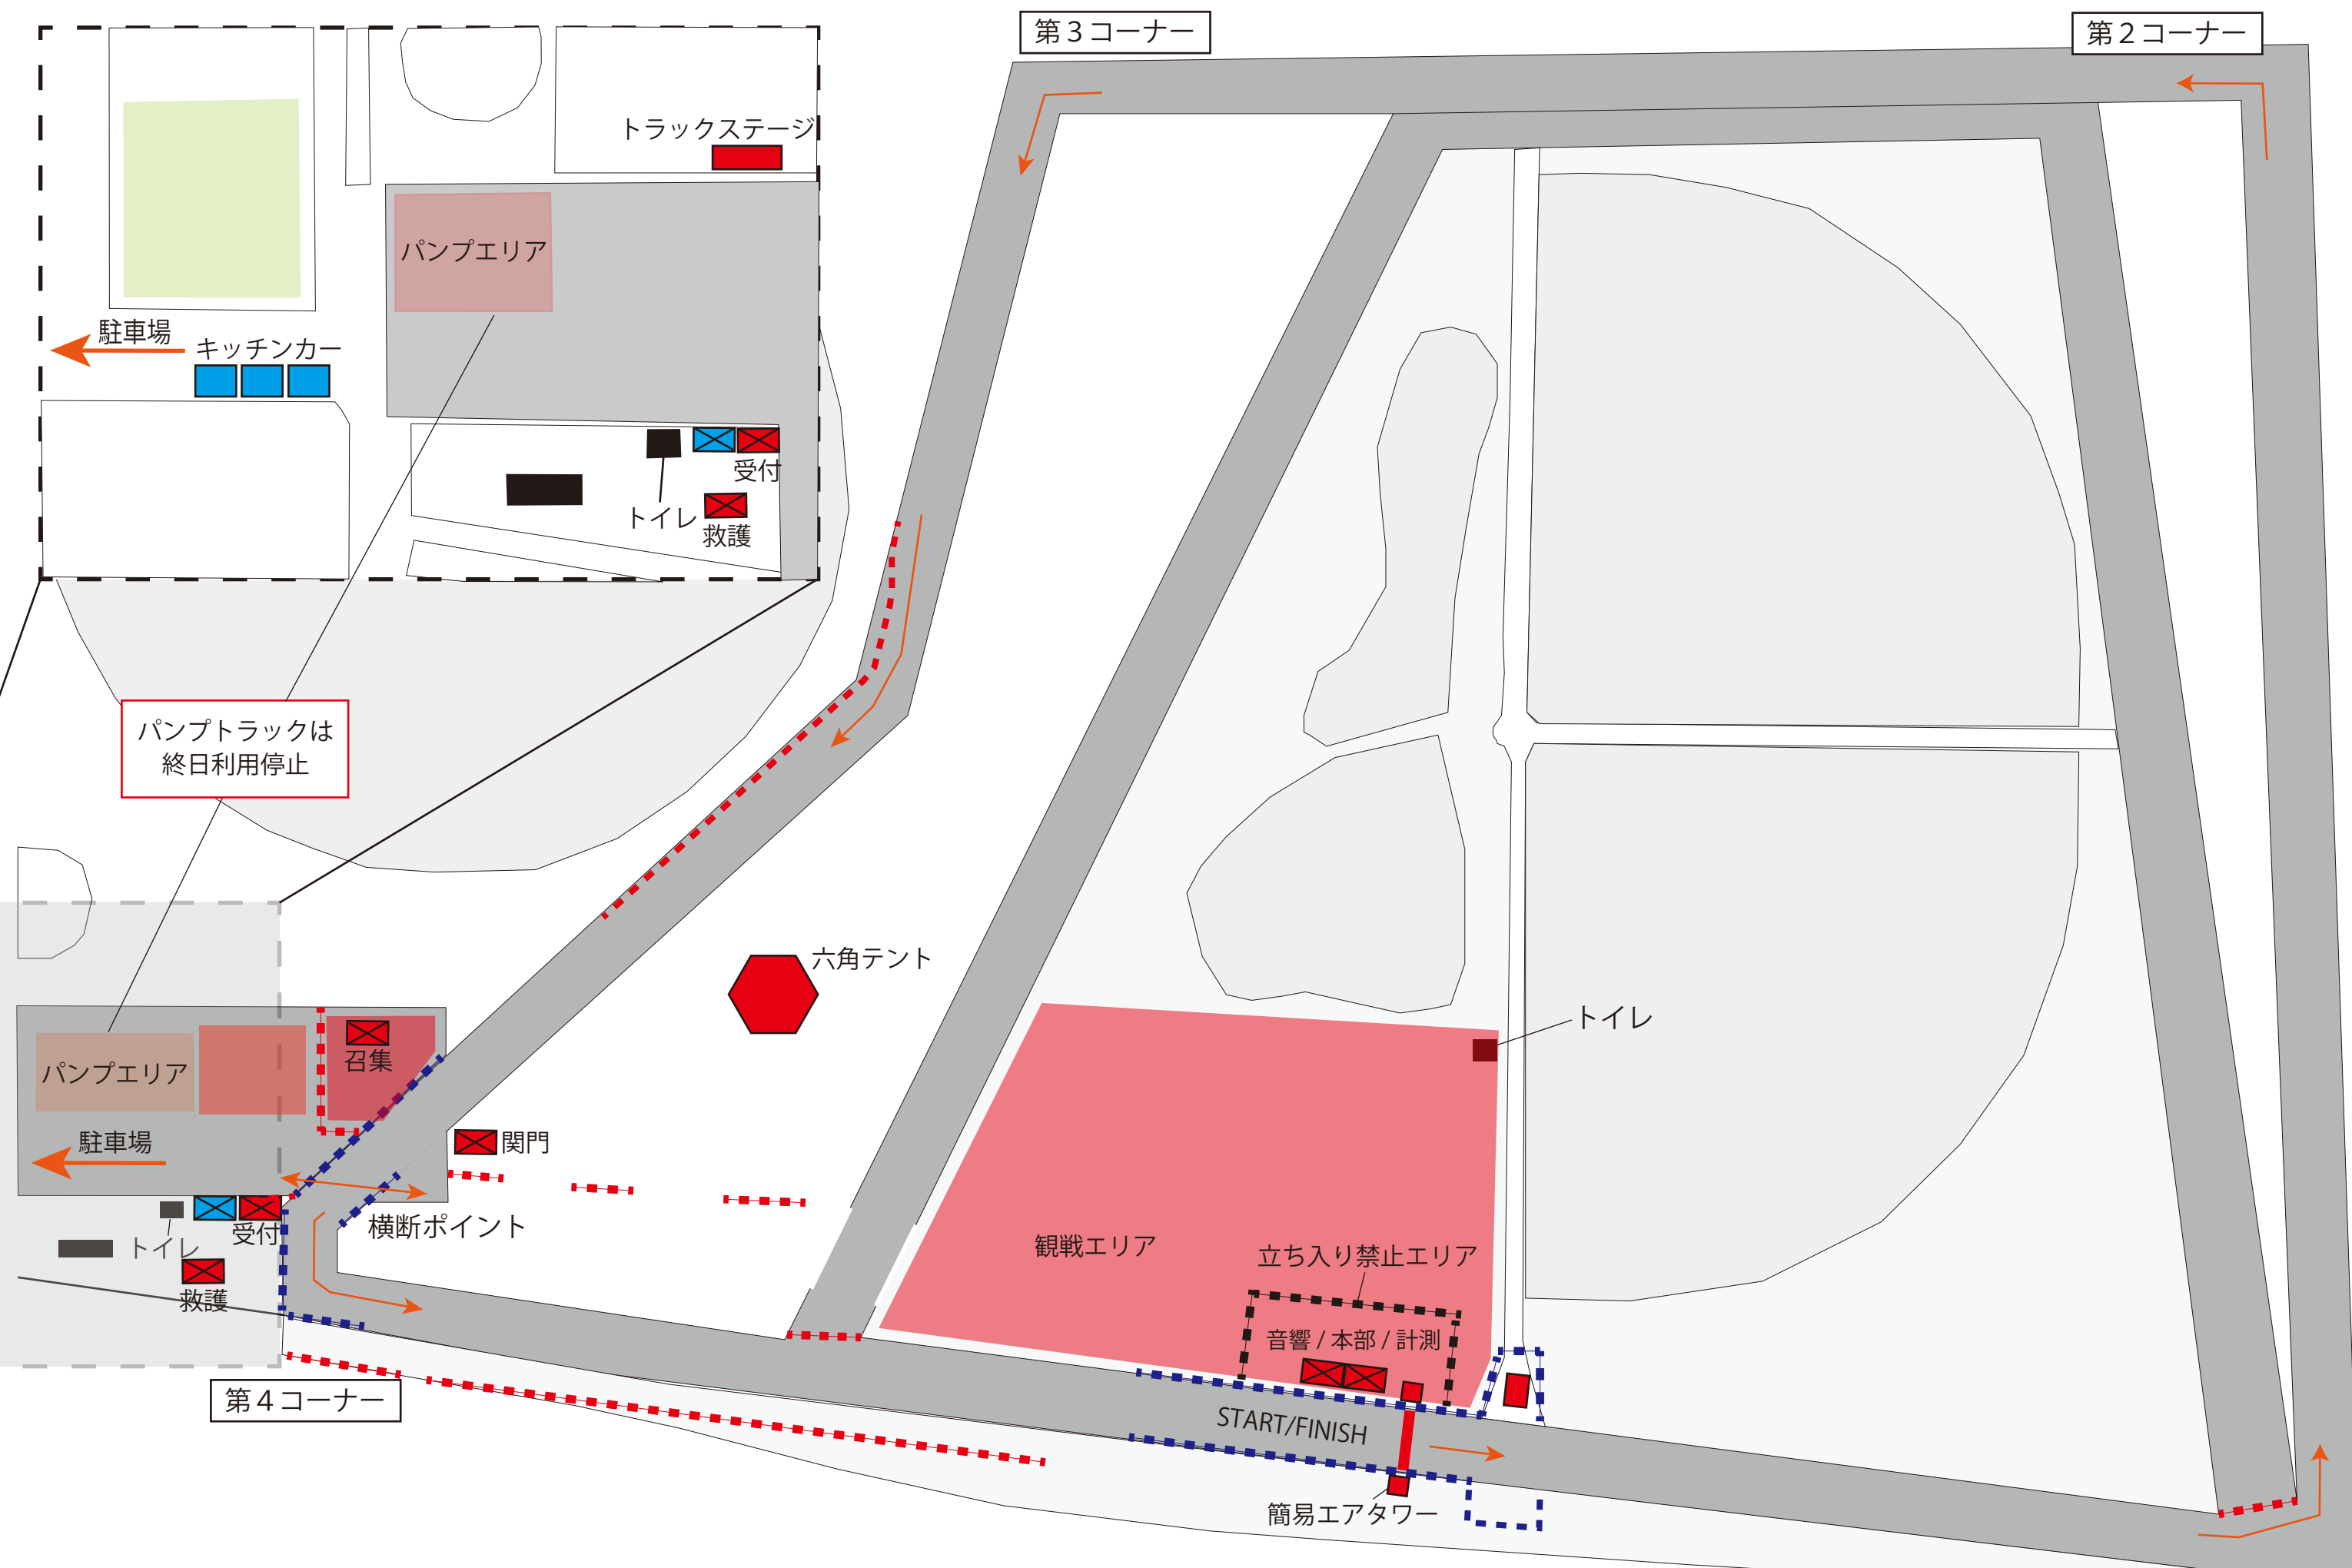 第３コーナー
第２コーナー
トラックステージ
パンプエリア
駐車場
キッチンカー
受付
トイレ
救護
パンプトラックは
終日利用停止
六角テント
トイレ
召集
パンプエリア
関門
駐車場
横断ポイント
受付
トイレ
救護
観戦エリア
立ち入り禁止エリア
音響 / 本部 / 計測
第４コーナー
START/FINISH
簡易エアタワー